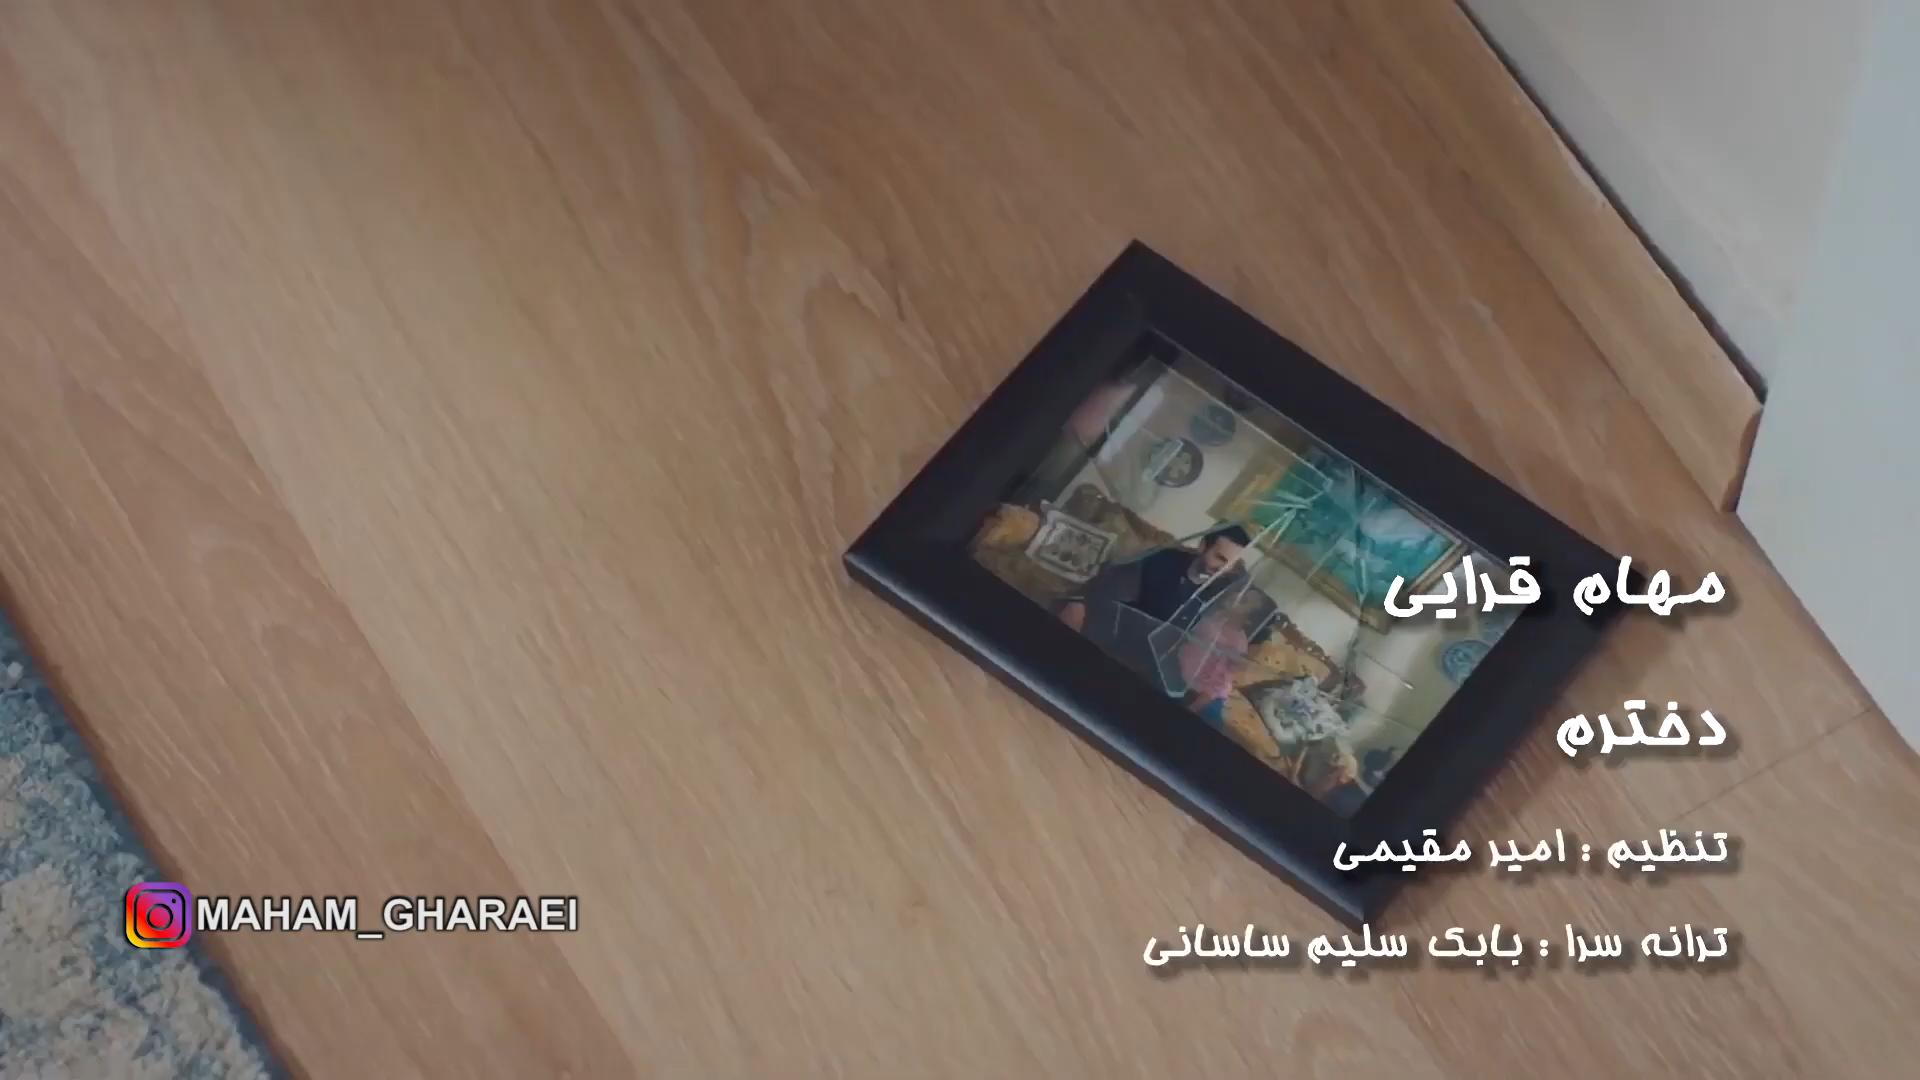 مهام قرایی
دخترم
تنظیم : امیر مقیمی
ترانه سرا : بابک سلیم ساسانی
MAHAM_GHARAEI